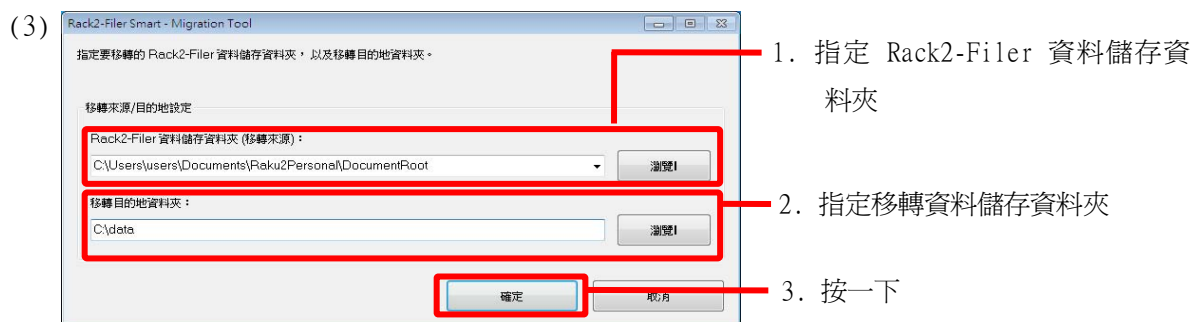 (3)
Rack2-Filer Smart - Migration Tool
指定要移轉的 Rack2-Filer 資料儲存資料夾，以及移轉目的地資料夾。
移轉來源/目的地設定
Rack2-Filer 資料儲存資料夾 (移轉來源)：
C:\Users\users\Documents\Raku2Personal\DocumentRoot
瀏覽!
移轉目的地資料夾：
C:\data
瀏覽!
確定
取消
1. 指定 Rack2-Filer 資料儲存資
料夾
2. 指定移轉資料儲存資料夾
3. 按一下